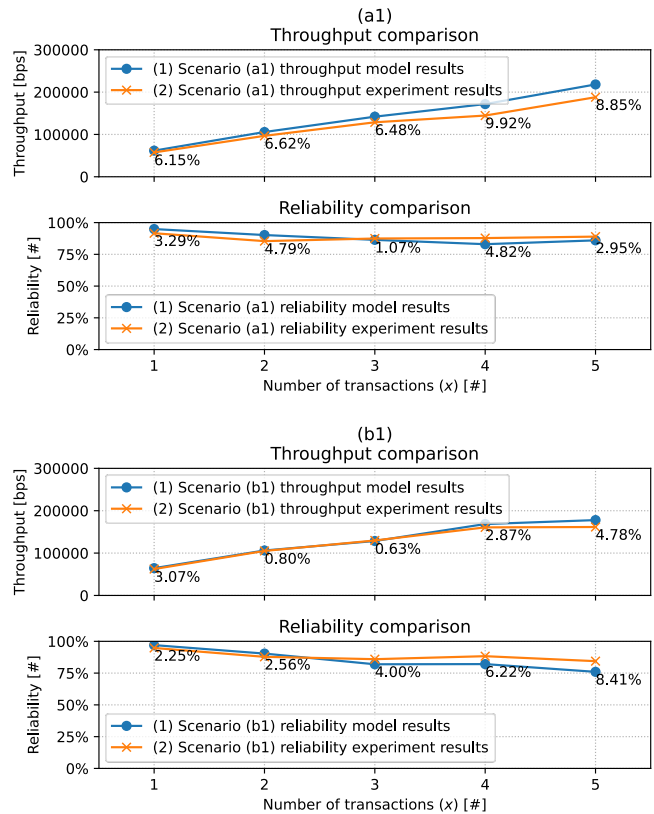 (a1)
Throughput comparison
Throughput [bps]
300000
200000
100000
0
(1) Scenario (a1) throughput model results
(2) Scenario (a1) throughput experiment results
6.15%
6.62%
6.48%
9.92%
8.85%
Reliability comparison
Reliability [#]
100%
75%
50%
25%
0%
3.29%
4.79%
1.07%
4.82%
2.95%
(1) Scenario (a1) reliability model results
(2) Scenario (a1) reliability experiment results
1 2 3 4 5
Number of transactions (x) [#]
(b1)
Throughput comparison
Throughput [bps]
300000
200000
100000
0
(1) Scenario (b1) throughput model results
(2) Scenario (b1) throughput experiment results
3.07%
0.80%
0.63%
2.87%
4.78%
Reliability comparison
Reliability [#]
100%
75%
50%
25%
0%
2.25%
2.56%
4.00%
6.22%
8.41%
(1) Scenario (b1) reliability model results
(2) Scenario (b1) reliability experiment results
1 2 3 4 5
Number of transactions (x) [#]